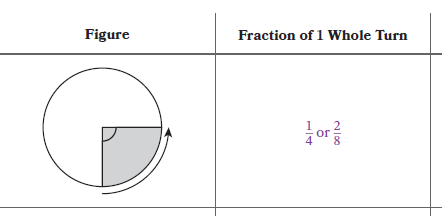 Figure
Fraction of 1 Whole Turn
1/4 or 2/8